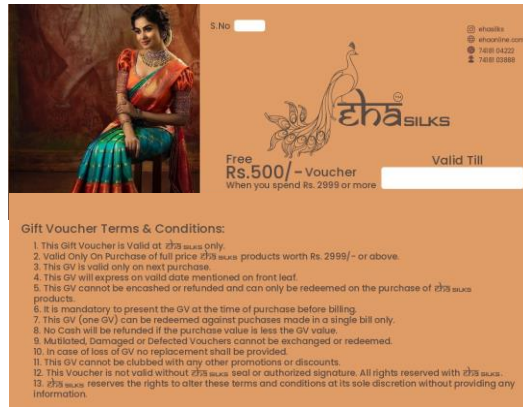 S.No
ehasilks
ehaonline.com
74181 04222
74181 03888
ehā SILKS
Free
Rs.500/- Voucher
When you spend Rs. 2999 or more
Valid Till
Gift Voucher Terms & Conditions:
1. This Gift Voucher is Valid at ehā SILKS only.
2. Valid Only On Purchase of full price ehā SILKS products worth Rs. 2999/- or above.
3. This GV is valid only on next purchase.
4. This GV will express on vaild date mentioned on front leaf.
5. This GV cannot be encashed or refunded and can only be redeemed on the purchase of ehā SILKS
products.
6. It is mandatory to present the GV at the time of purchase before billing.
7. This GV (one GV) can be redeemed against puchases made in a single bill only.
8. No Cash will be refunded if the purchase value is less the GV value.
9. Mutilated, Damaged or Defected Vouchers cannot be exchanged or redeemed.
10. In case of loss of GV no replacement shall be provided.
11. This GV cannot be clubbed with any other promotions or discounts.
12. This Voucher is not valid without ehā SILKS seal or authorized signature. All rights reserved with ehā SILKS.
13. ehā SILKS reserves the rights to alter these terms and conditions at its sole discretion without providing any
information.